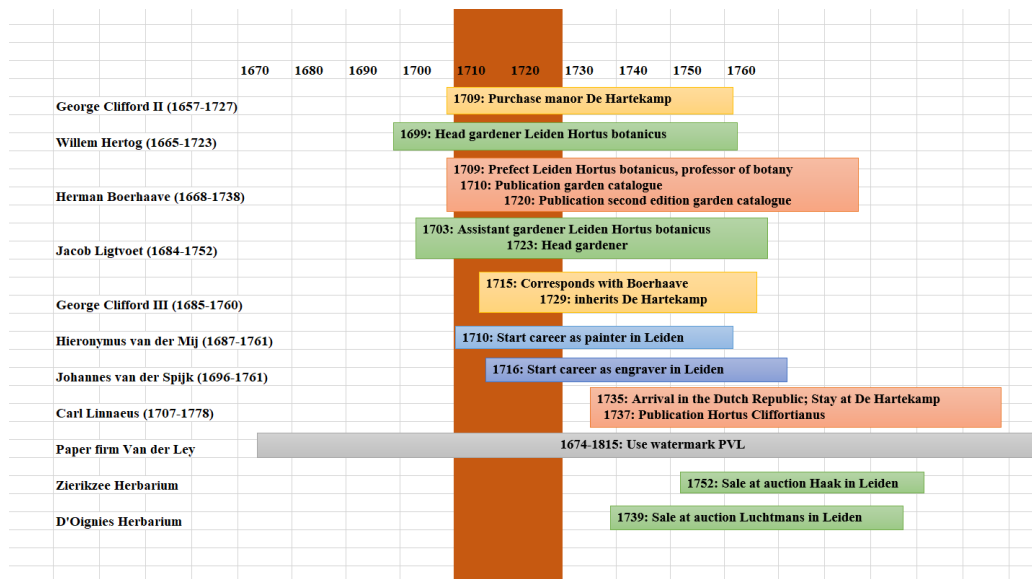 1670 1680 1690 1700 1710 1720 1730 1740 1750 1760
George Clifford II (1657-1727) 1709: Purchase manor De Hartekamp
Willem Hertog (1665-1723) 1699: Head gardener Leiden Hortus botanicus
Herman Boerhaave (1668-1738) 1709: Prefect Leiden Hortus botanicus, professor of botany
1710: Publication garden catalogue
1720: Publication second edition garden catalogue
Jacob Ligtvoet (1684-1752) 1703: Assistant gardener Leiden Hortus botanicus
1723: Head gardener
George Clifford III (1685-1760) 1715: Corresponds with Boerhaave
1729: inherits De Hartekamp
Hieronymus van der Mij (1687-1761) 1710: Start career as painter in Leiden
Johannes van der Spijk (1696-1761) 1716: Start career as engraver in Leiden
Carl Linnaeus (1707-1778) 1735: Arrival in the Dutch Republic; Stay at De Hartekamp
1737: Publication Hortus Cliffortianus
Paper firm Van der Ley 1674-1815: Use watermark PVL
Zierikzee Herbarium 1752: Sale at auction Haak in Leiden
D'Oignies Herbarium 1739: Sale at auction Luchtmans in Leiden